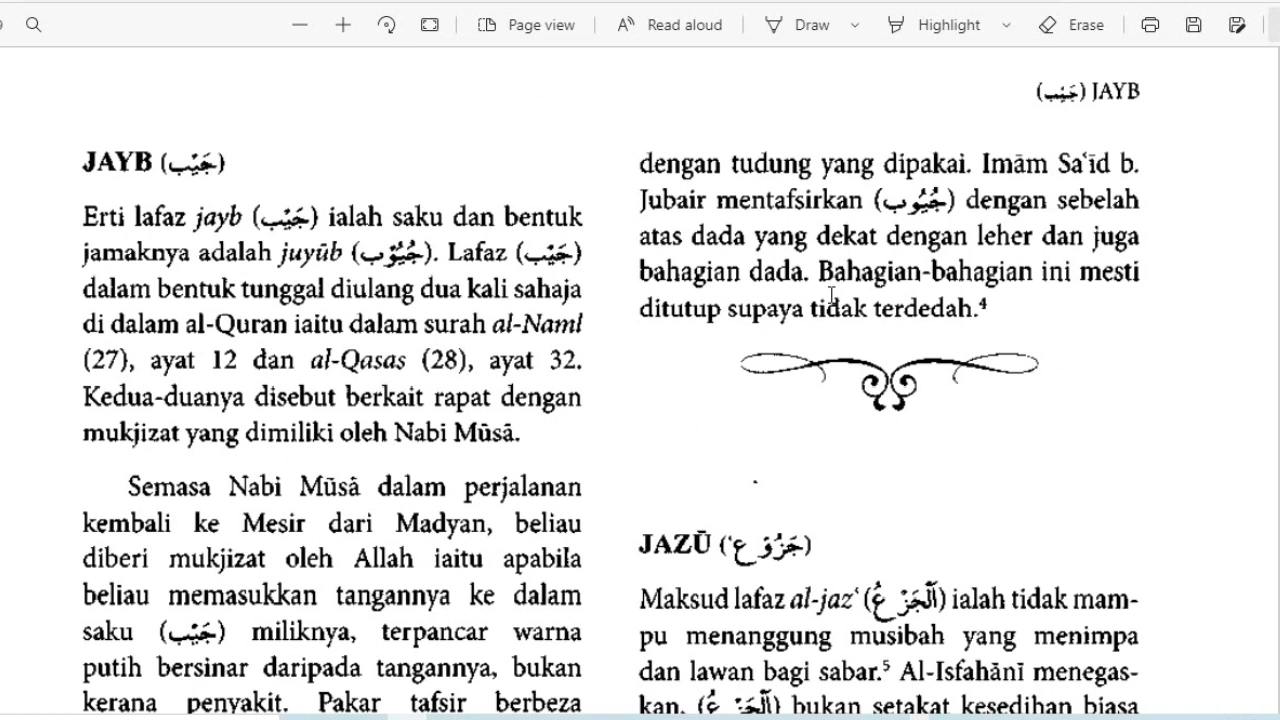 Page view
Read aloud
Draw
Highlight
Erase
(جَيْب) JAYB
JAYB (جَيْب)
Erti lafaz jayb (جَيْب) ialah saku dan bentuk
jamaknya adalah juyūb (جُيُوْب). Lafaz (جَيْب)
dalam bentuk tunggal diulang dua kali sahaja
di dalam al-Quran iaitu dalam surah al-Naml
(27), ayat 12 dan al-Qasas (28), ayat 32.
Kedua-duanya disebut berkait rapat dengan
mukjizat yang dimiliki oleh Nabi Mūsā.
Semasa Nabi Mūsā dalam perjalanan
kembali ke Mesir dari Madyan, beliau
diberi mukjizat oleh Allah iaitu apabila
beliau memasukkan tangannya ke dalam
saku (جَيْب) miliknya, terpancar warna
putih bersinar daripada tangannya, bukan
kerana penyakit. Pakar tafsir berbeza
dengan tudung yang dipakai. Imām Sa‘īd b.
Jubair mentafsirkan (جُيُوب) dengan sebelah
atas dada yang dekat dengan leher dan juga
bahagian dada. Bahagian-bahagian ini mesti
ditutup supaya tidak terdedah.⁴
JAZŪ‘ (جَزُوْع)
Maksud lafaz al-jaz‘ (اَلْجَزْعُ) ialah tidak mam-
pu menanggung musibah yang menimpa
dan lawan bagi sabar.⁵ Al-Isfahānī menegas-
kan, (اَلْجَزْعُ) bukan setakat kesedihan biasa